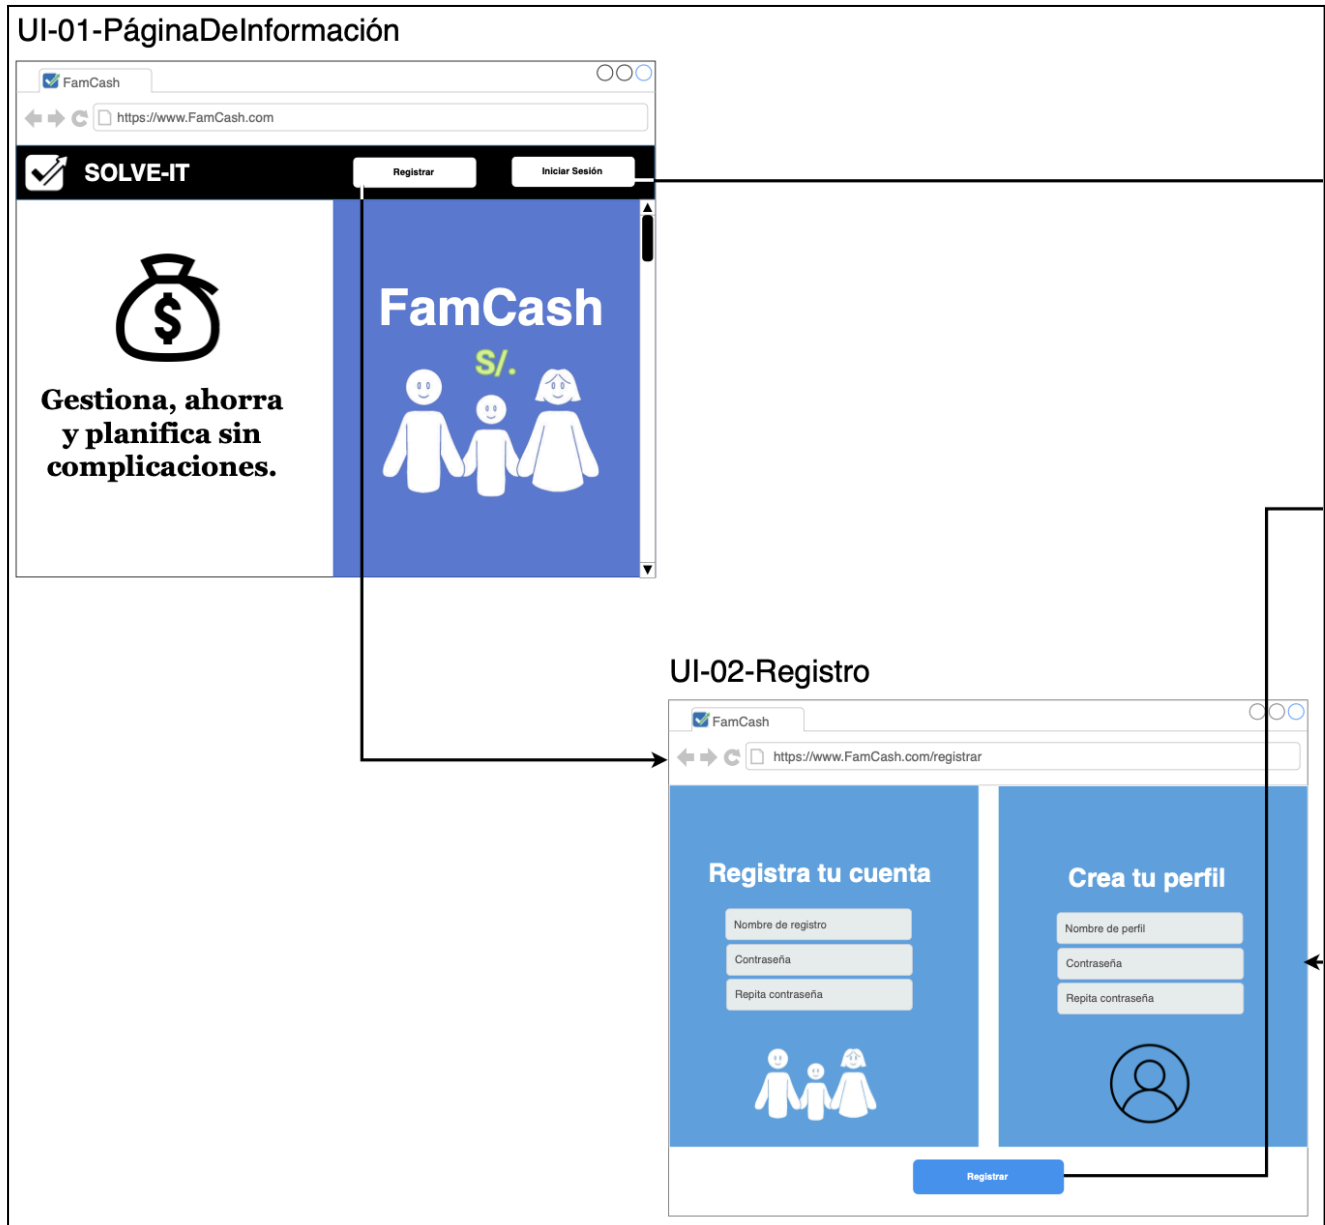 UI-01-PáginaDeInformación
FamCash
https://www.FamCash.com
SOLVE-IT
Registrar
Iniciar Sesión
$
Gestiona, ahorra
y planifica sin
complicaciones.
FamCash
S/.
UI-02-Registro
FamCash
https://www.FamCash.com/registrar
Registra tu cuenta
Nombre de registro
Contraseña
Repita contraseña
Crea tu perfil
Nombre de perfil
Contraseña
Repita contraseña
Registrar